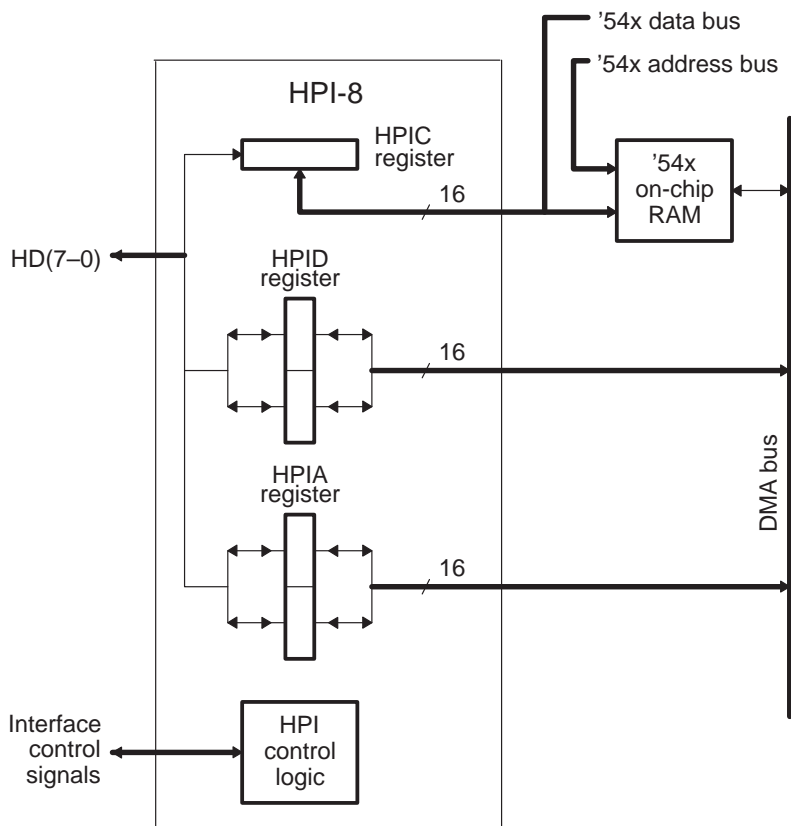 ’54x data bus
’54x address bus
HPI-8
HPIC
register
’54x
on-chip
RAM
16
HD(7–0)
HPID
register
16
HPIA
register
16
DMA bus
Interface
control
signals
HPI
control
logic